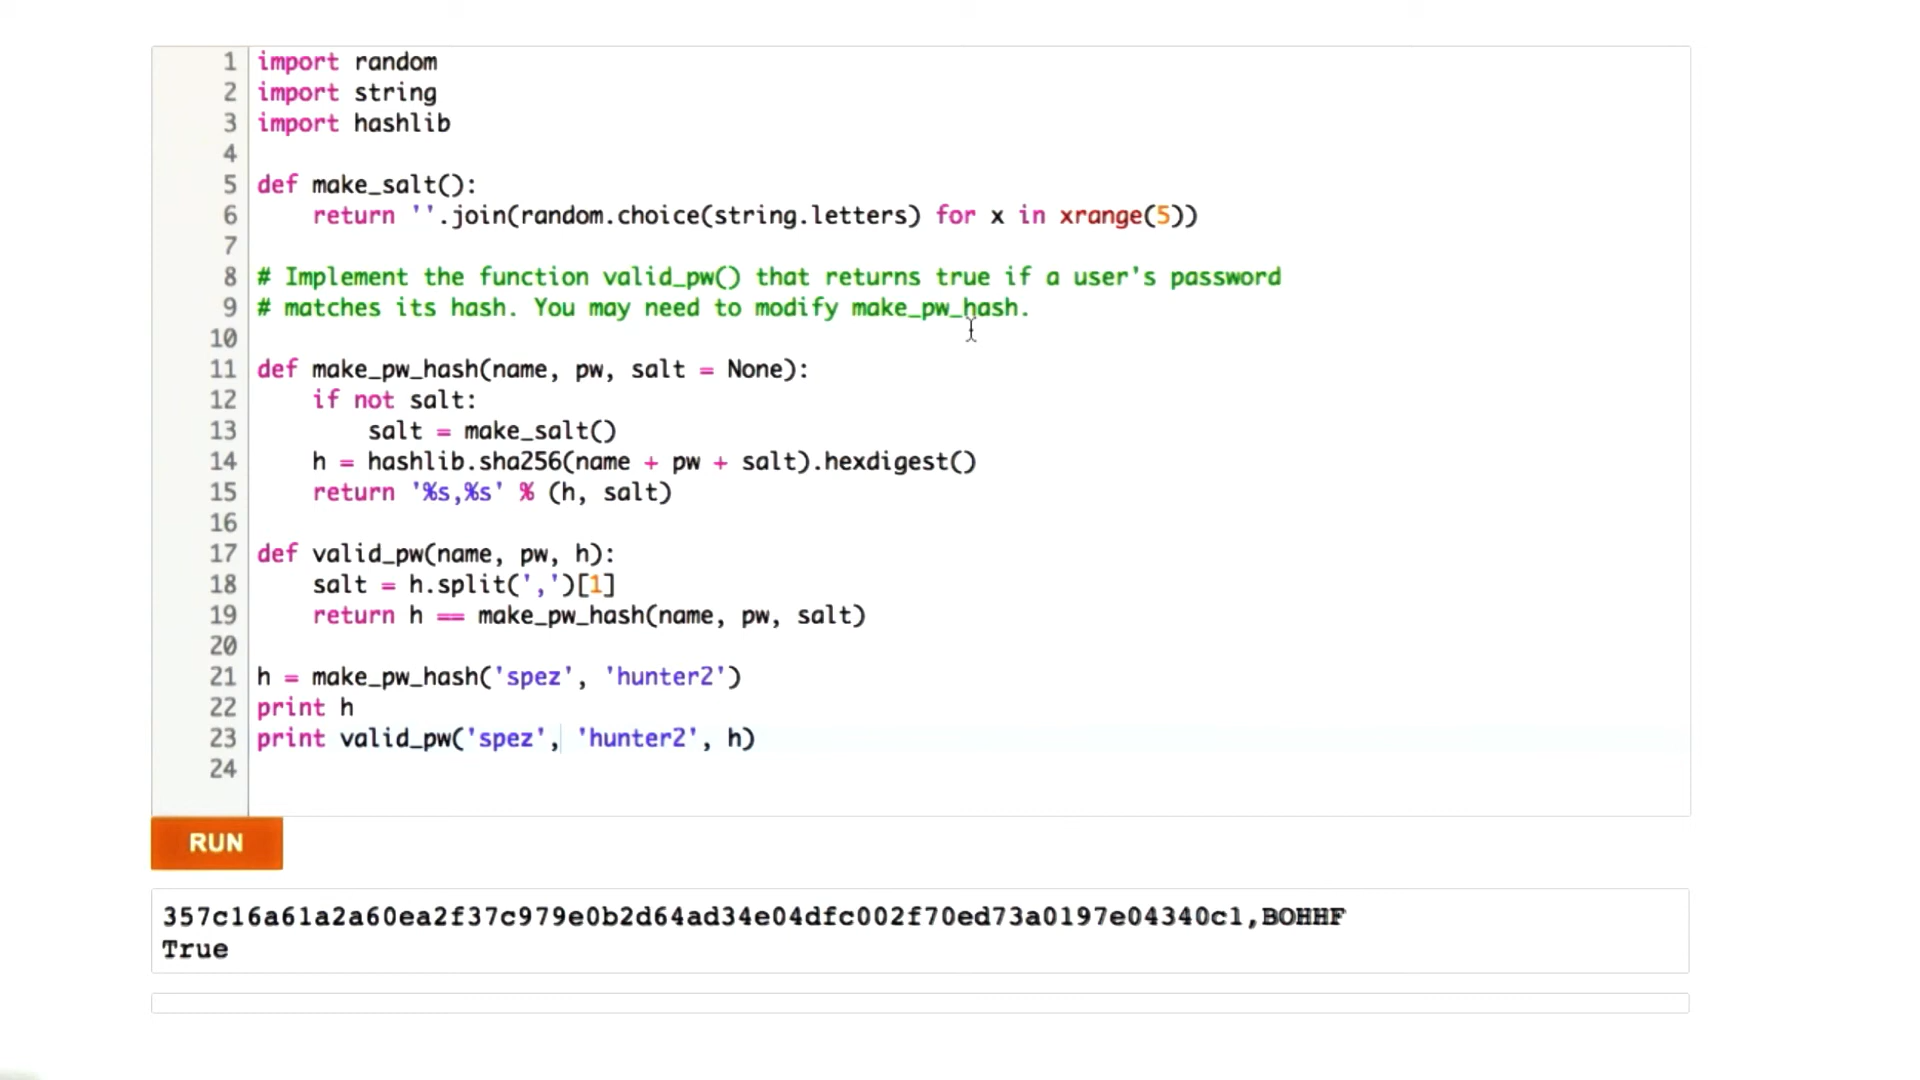 1 import random
2 import string
3 import hashlib
4
5 def make_salt():
6     return ''.join(random.choice(string.letters) for x in xrange(5))
7
8 # Implement the function valid_pw() that returns true if a user's password
9 # matches its hash. You may need to modify make_pw_hash.
10
11 def make_pw_hash(name, pw, salt = None):
12     if not salt:
13         salt = make_salt()
14     h = hashlib.sha256(name + pw + salt).hexdigest()
15     return '%s,%s' % (h, salt)
16
17 def valid_pw(name, pw, h):
18     salt = h.split(',')[1]
19     return h == make_pw_hash(name, pw, salt)
20
21 h = make_pw_hash('spez', 'hunter2')
22 print h
23 print valid_pw('spez', 'hunter2', h)
24
RUN
357c16a61a2a60ea2f37c979e0b2d64ad34e04dfc002f70ed73a0197e04340c1,BOHHF
True